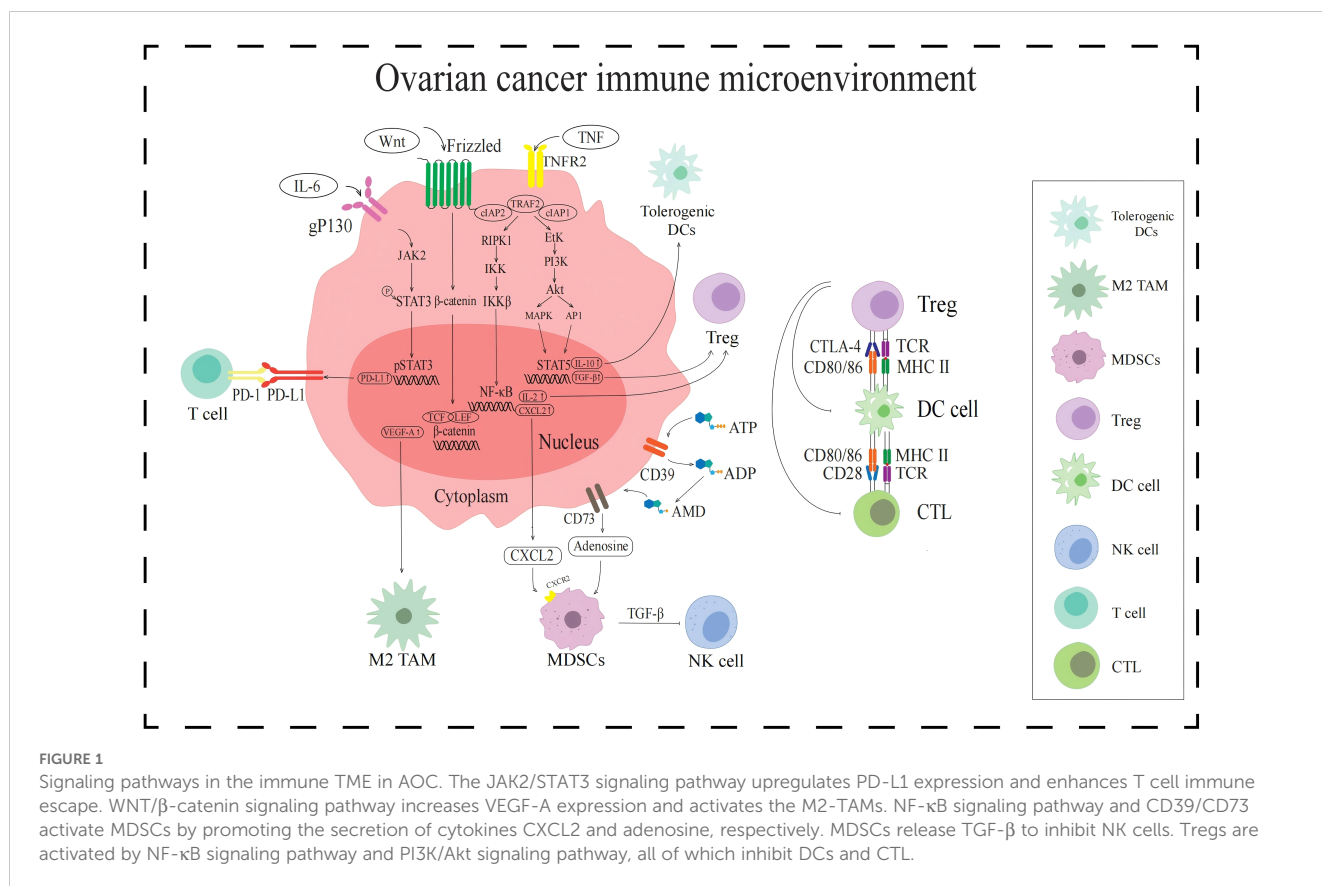 Ovarian cancer immune microenvironment
Wnt
Frizzled
TNF
TNFR2
IL-6
gP130
cIAP2
TRAF2
cIAP1
Tolerogenic
DCs
JAK2
RIPK1
EtK
IKK
PI3K
P
STAT3
β-catenin
IKKβ
Akt
MAPK
AP1
Treg
pSTAT3
STAT5
IL-10↑
TGF-β↑
PD-L1↑
PD-1
PD-L1
T cell
NF-κB
IL-2↑
CXCL2↑
TCF
LEF
β-catenin
VEGF-A↑
Nucleus
Cytoplasm
ATP
CD39
ADP
AMD
CD73
CXCL2
Adenosine
CXCR2
M2 TAM
MDSCs
TGF-β
NK cell
Treg
CTLA-4
TCR
CD80/86
MHC II
DC cell
CD80/86
MHC II
CD28
TCR
CTL
Tolerogenic
DCs
M2 TAM
MDSCs
Treg
DC cell
NK cell
T cell
CTL
FIGURE 1
Signaling pathways in the immune TME in AOC. The JAK2/STAT3 signaling pathway upregulates PD-L1 expression and enhances T cell immune
escape. WNT/β-catenin signaling pathway increases VEGF-A expression and activates the M2-TAMs. NF-κB signaling pathway and CD39/CD73
activate MDSCs by promoting the secretion of cytokines CXCL2 and adenosine, respectively. MDSCs release TGF-β to inhibit NK cells. Tregs are
activated by NF-κB signaling pathway and PI3K/Akt signaling pathway, all of which inhibit DCs and CTL.